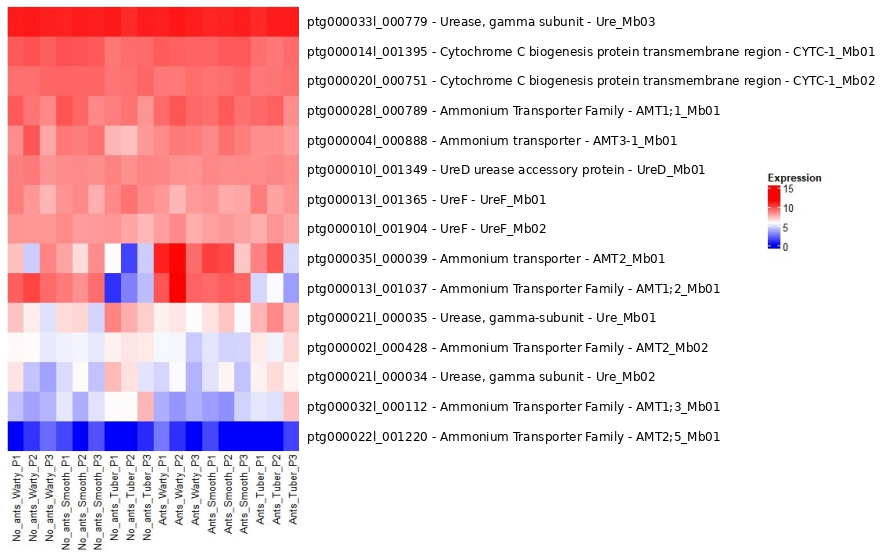 ptg000033l_000779 - Urease, gamma subunit - Ure_Mb03
ptg000014l_001395 - Cytochrome C biogenesis protein transmembrane region - CYTC-1_Mb01
ptg000020l_000751 - Cytochrome C biogenesis protein transmembrane region - CYTC-1_Mb02
ptg000028l_000789 - Ammonium Transporter Family - AMT1;1_Mb01
ptg000004l_000888 - Ammonium transporter - AMT3-1_Mb01
ptg000010l_001349 - UreD urease accessory protein - UreD_Mb01
ptg000013l_001365 - UreF - UreF_Mb01
ptg000010l_001904 - UreF - UreF_Mb02
ptg000035l_000039 - Ammonium transporter - AMT2_Mb01
ptg000013l_001037 - Ammonium Transporter Family - AMT1;2_Mb01
ptg000021l_000035 - Urease, gamma-subunit - Ure_Mb01
ptg000002l_000428 - Ammonium Transporter Family - AMT2_Mb02
ptg000021l_000034 - Urease, gamma subunit - Ure_Mb02
ptg000032l_000112 - Ammonium Transporter Family - AMT1;3_Mb01
ptg000022l_001220 - Ammonium Transporter Family - AMT2;5_Mb01
Expression
15
10
5
0
No_ants_Warty_P1
No_ants_Warty_P2
No_ants_Warty_P3
No_ants_Smooth_P1
No_ants_Smooth_P2
No_ants_Smooth_P3
No_ants_Tuber_P1
No_ants_Tuber_P2
No_ants_Tuber_P3
Ants_Warty_P1
Ants_Warty_P2
Ants_Warty_P3
Ants_Smooth_P1
Ants_Smooth_P2
Ants_Smooth_P3
Ants_Tuber_P1
Ants_Tuber_P2
Ants_Tuber_P3